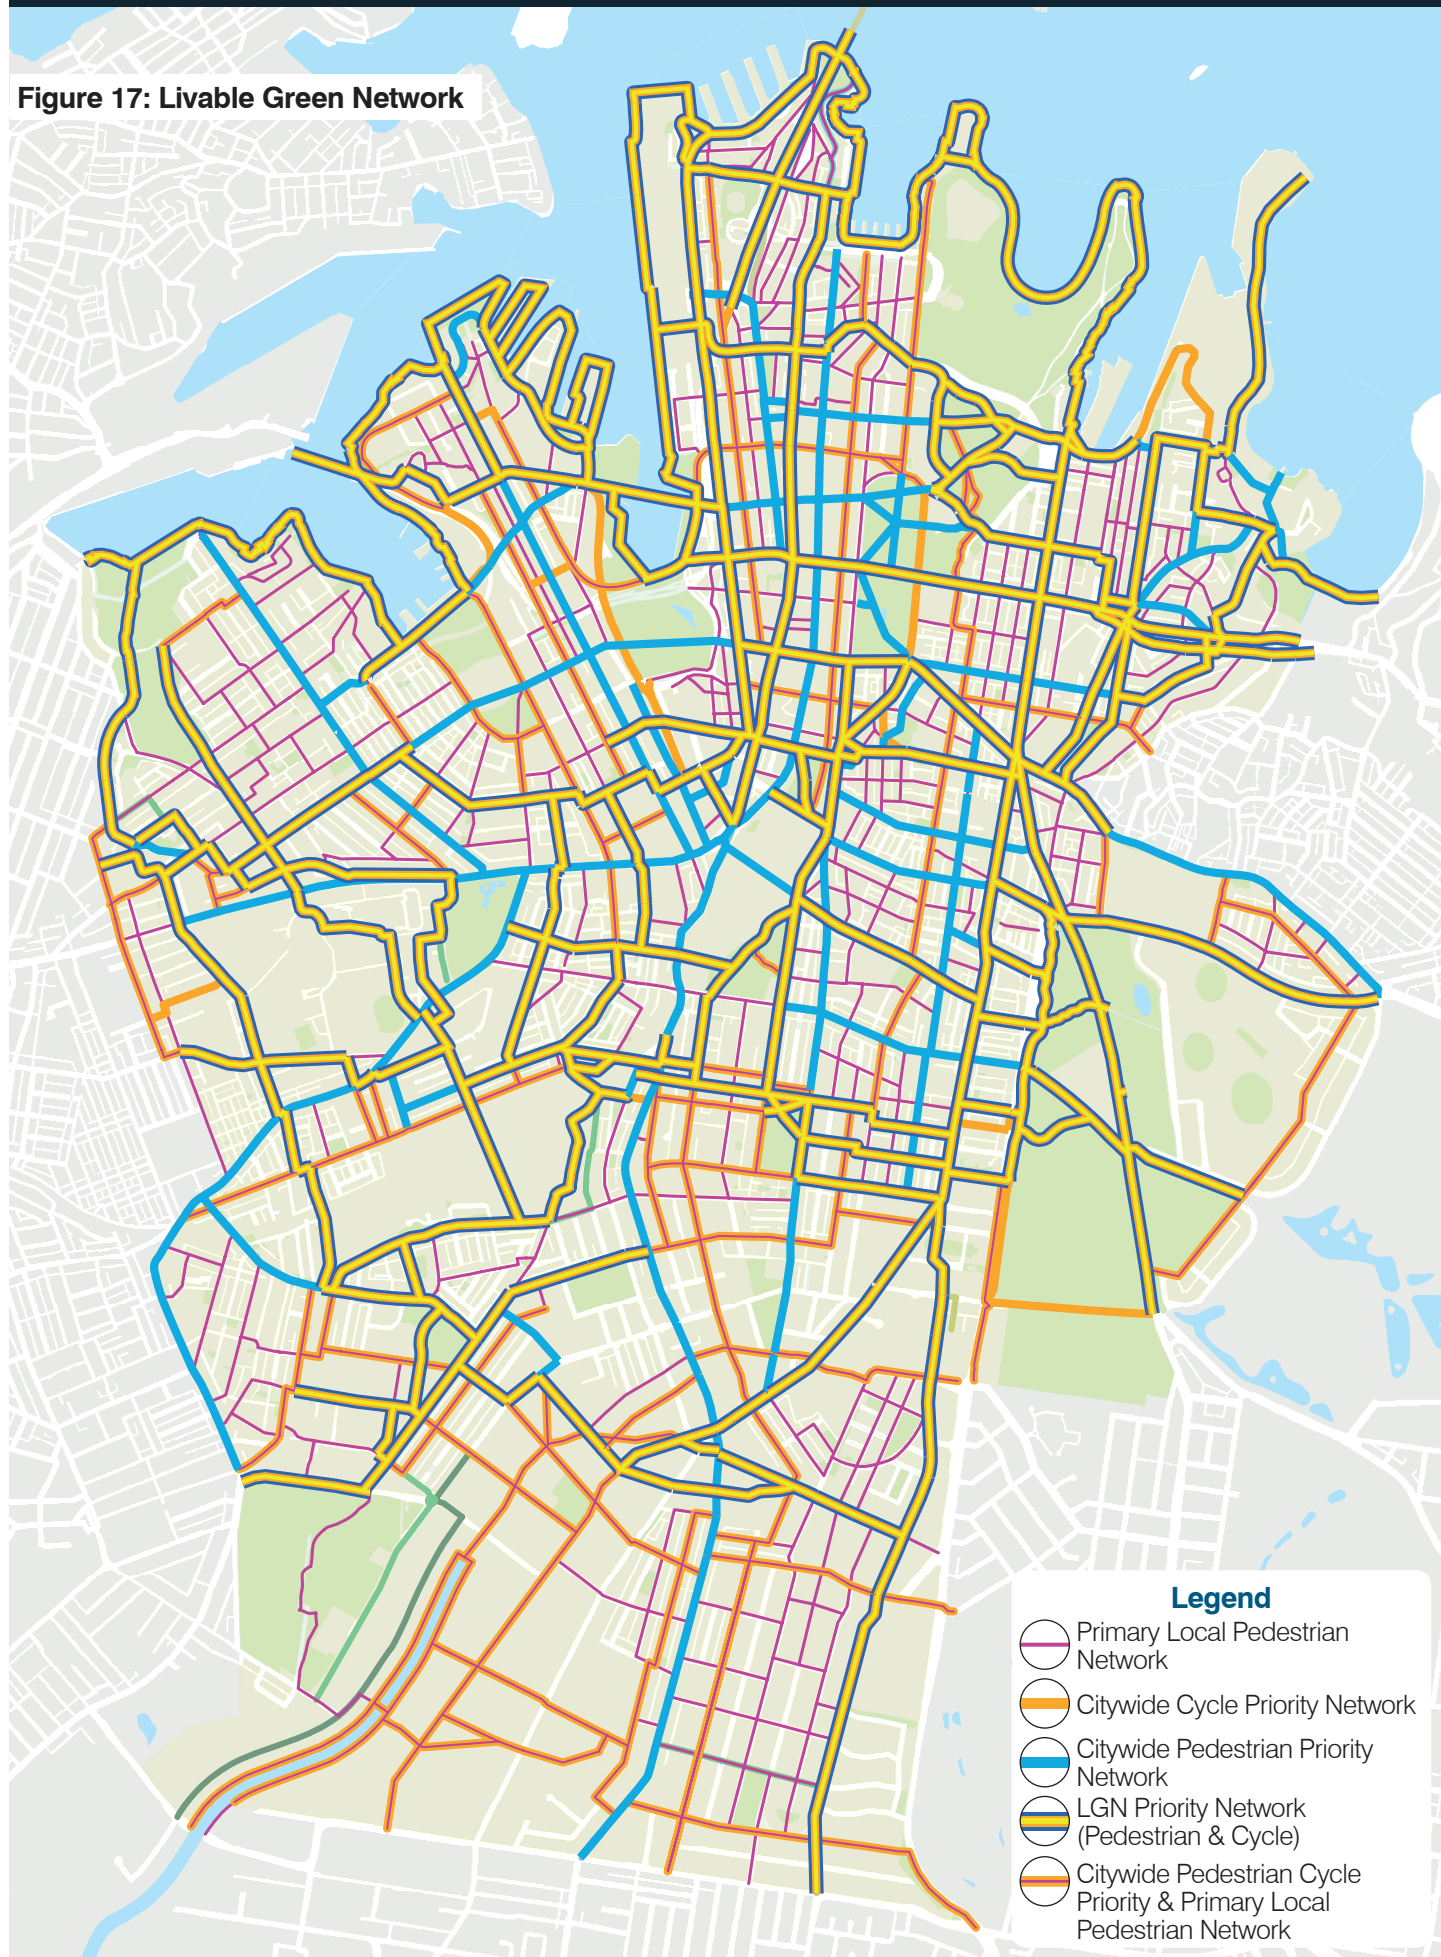 Figure 17: Livable Green Network
Legend
Primary Local Pedestrian
Network
Citywide Cycle Priority Network
Citywide Pedestrian Priority
Network
LGN Priority Network
(Pedestrian & Cycle)
Citywide Pedestrian Cycle
Priority & Primary Local
Pedestrian Network